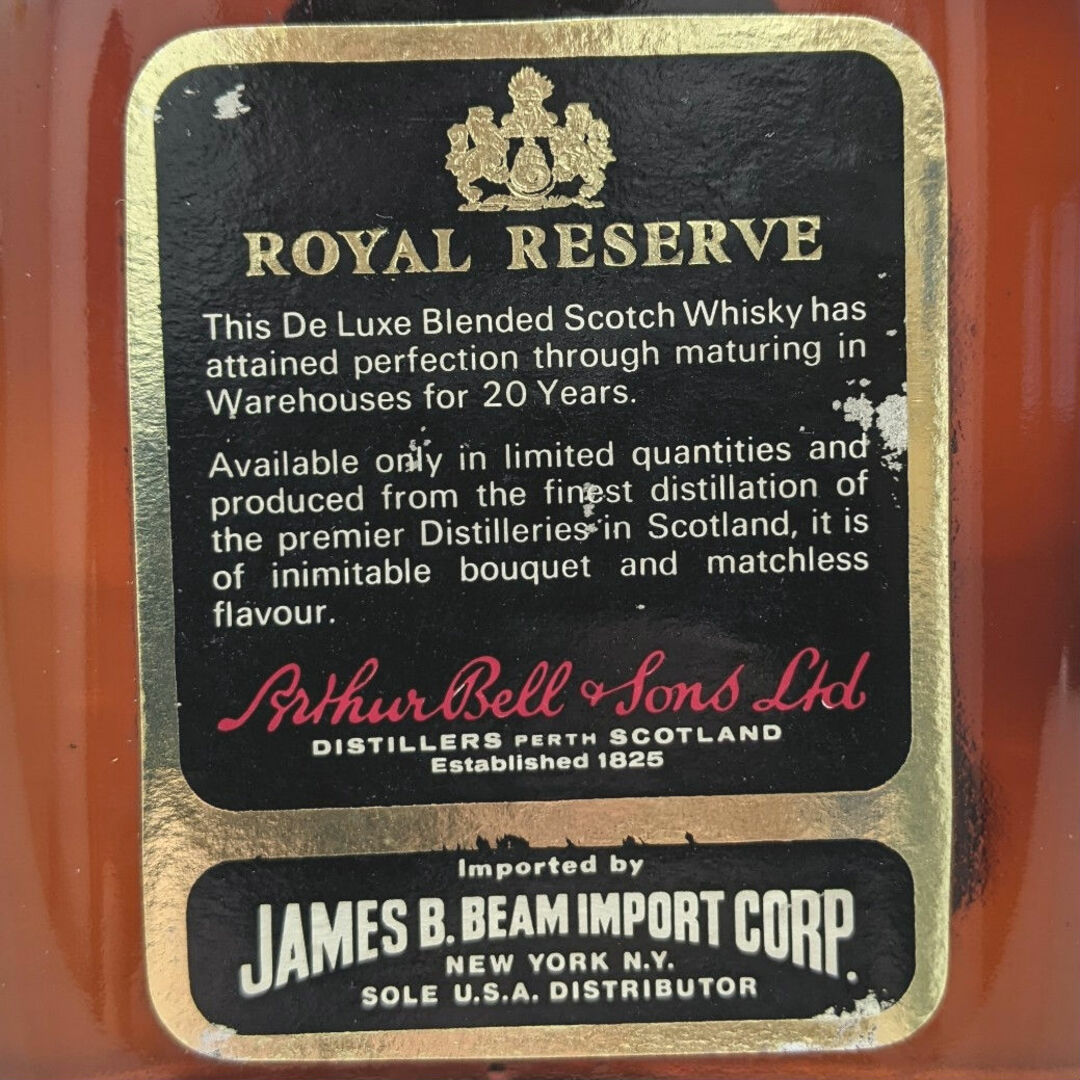 ROYAL RESERVE
This De Luxe Blended Scotch Whisky has
attained perfection through maturing in
Warehouses for 20 Years.
Available only in limited quantities and
produced from the finest distillation of
the premier Distilleries in Scotland, it is
of inimitable bouquet and matchless
flavour.
Arthur Bell & Sons Ltd
DISTILLERS PERTH SCOTLAND
Established 1825
Imported by
JAMES B. BEAM IMPORT CORP.
NEW YORK N.Y.
SOLE U.S.A. DISTRIBUTOR